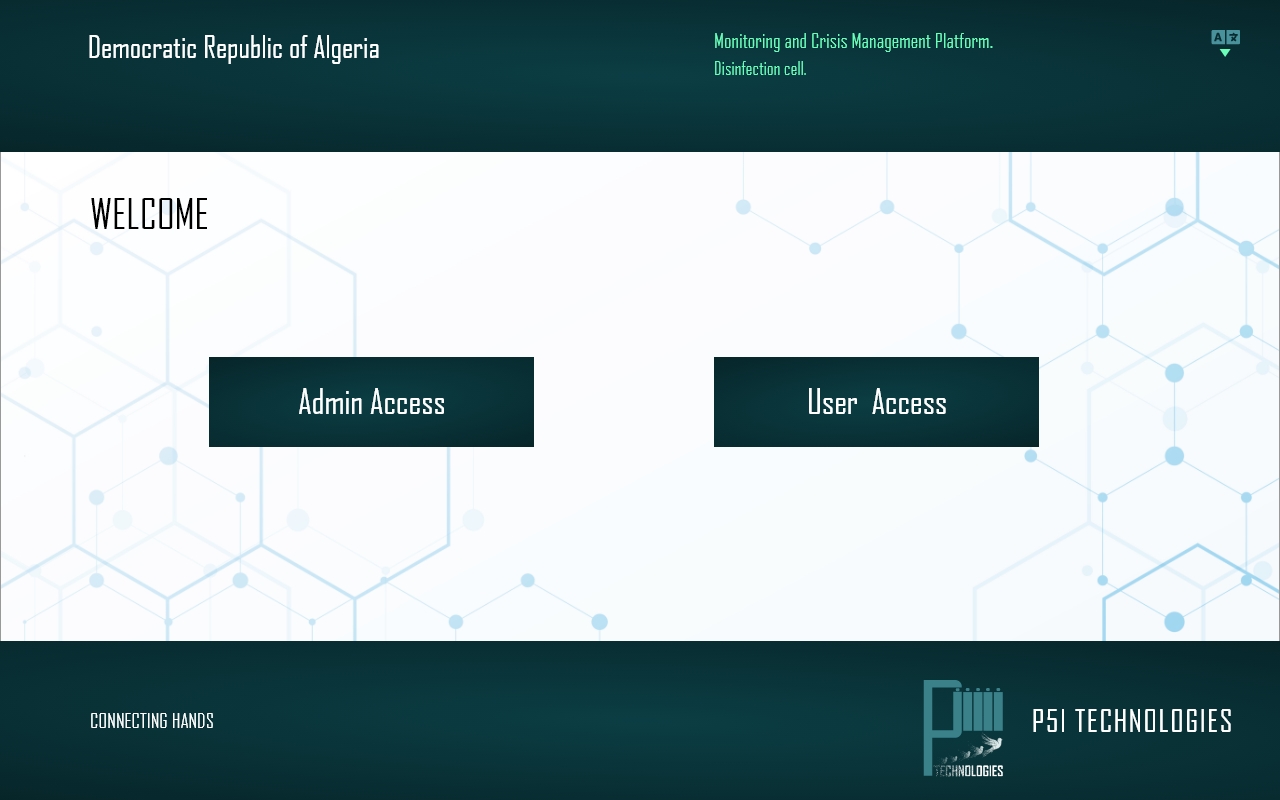 Democratic Republic of Algeria
Monitoring and Crisis Management Platform.
Disinfection cell.
A 文
WELCOME
Admin Access
User  Access
CONNECTING HANDS
P
TECHNOLOGIES
P5I TECHNOLOGIES